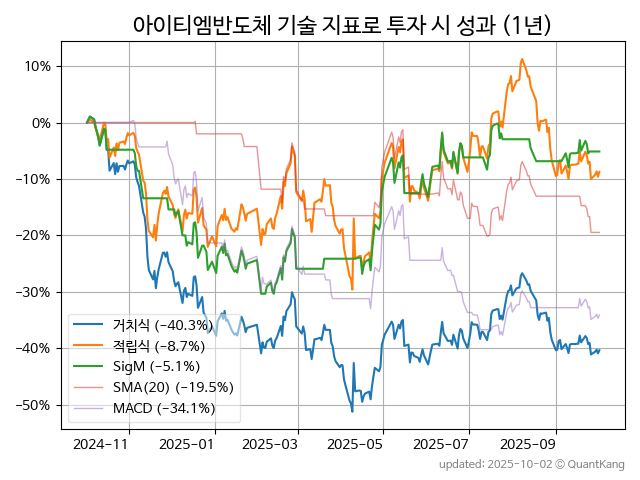 아이티엠반도체 기술 지표로 투자 시 성과 (1년)
10%
0%
−10%
−20%
−30%
−40%
−50%
거치식 (−40.3%)
적립식 (−8.7%)
SigM (−5.1%)
SMA(20) (−19.5%)
MACD (−34.1%)
2024-11
2025-01
2025-03
2025-05
2025-07
2025-09
updated: 2025-10-02 ⓒ QuantKang